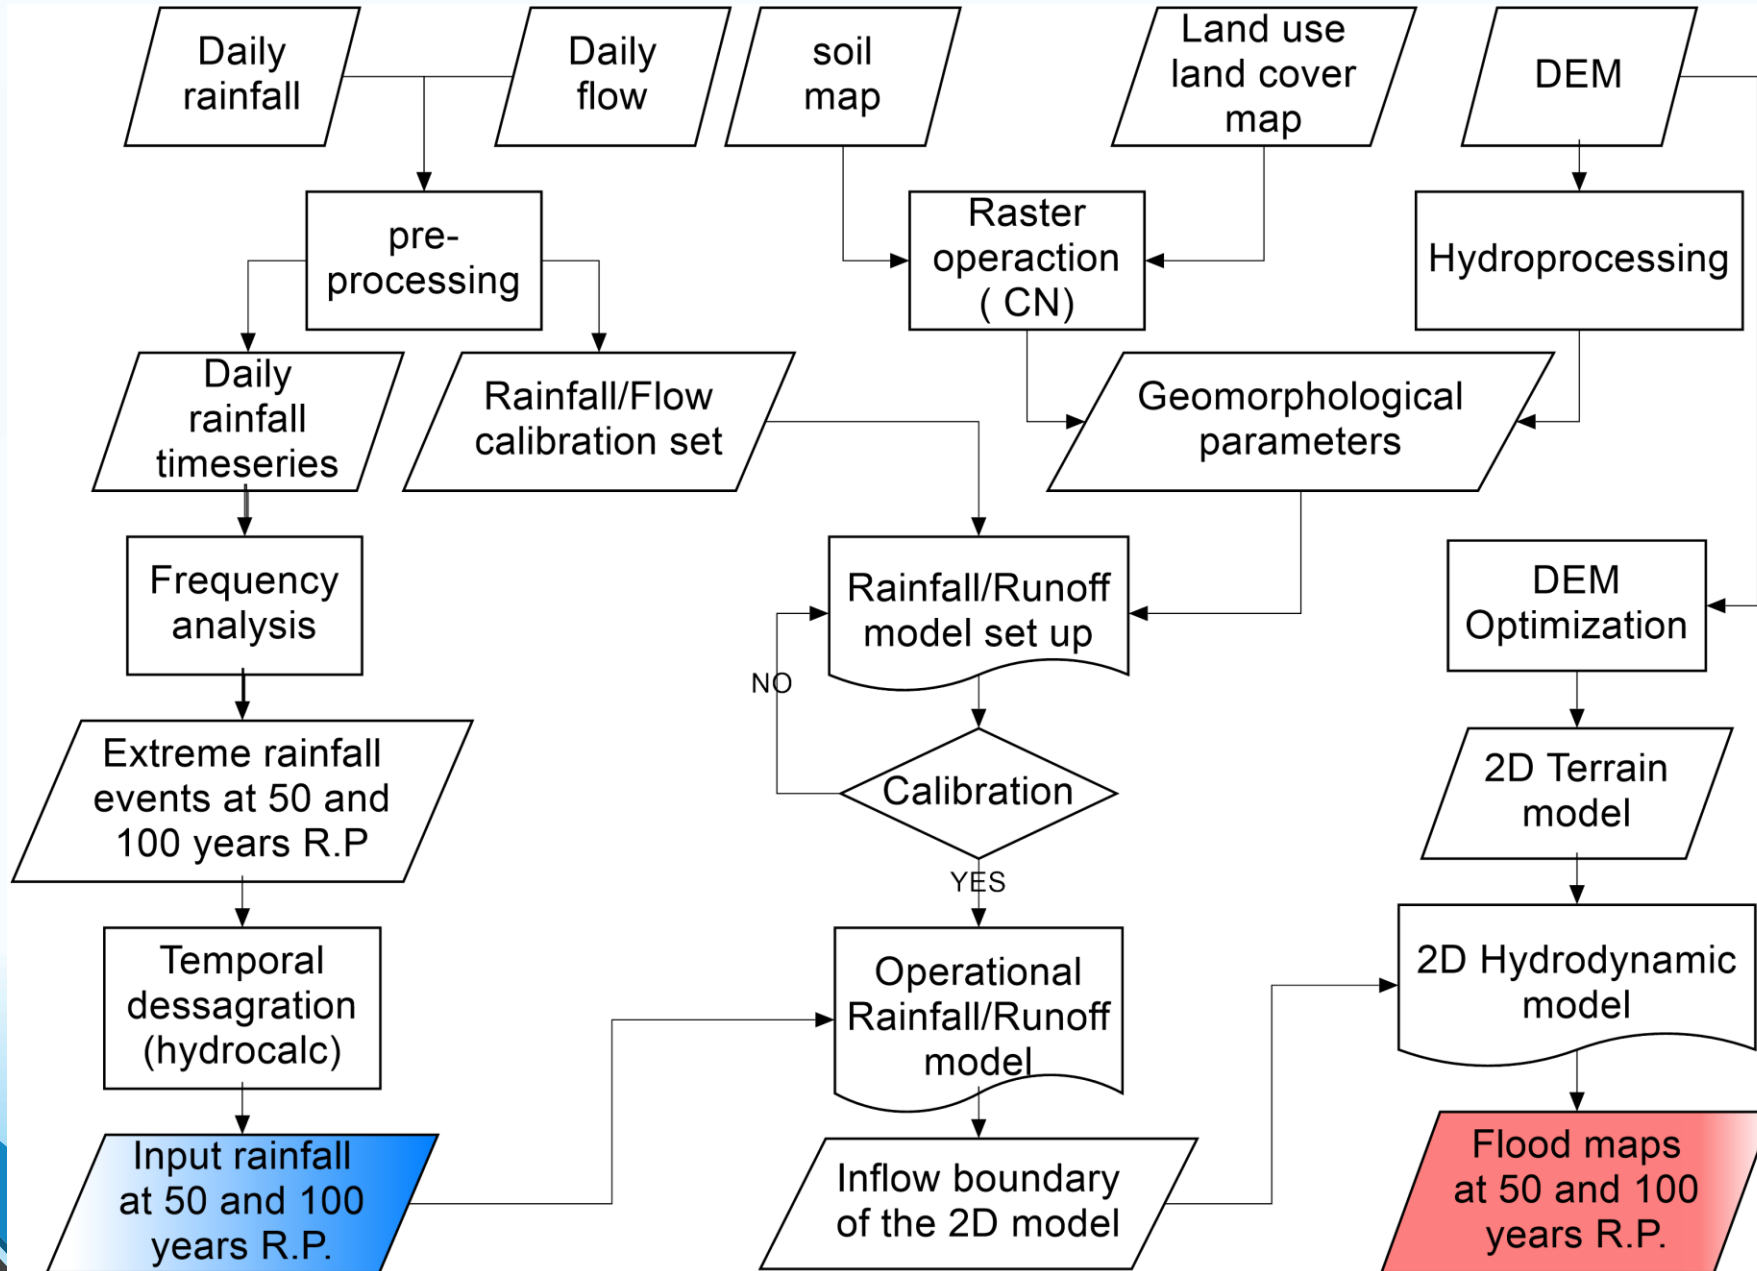 Daily
rainfall
Daily
flow
soil
map
Land use
land cover
map
DEM
pre-
processing
Raster
operaction
( CN)
Hydroprocessing
Daily
rainfall
timeseries
Rainfall/Flow
calibration set
Geomorphological
parameters
Frequency
analysis
Rainfall/Runoff
model set up
DEM
Optimization
NO
Extreme rainfall
events at 50 and
100 years R.P
Calibration
2D Terrain
model
YES
Temporal
dessagration
(hydrocalc)
Operational
Rainfall/Runoff
model
2D Hydrodynamic
model
Input rainfall
at 50 and 100
years R.P.
Inflow boundary
of the 2D model
Flood maps
at 50 and 100
years R.P.